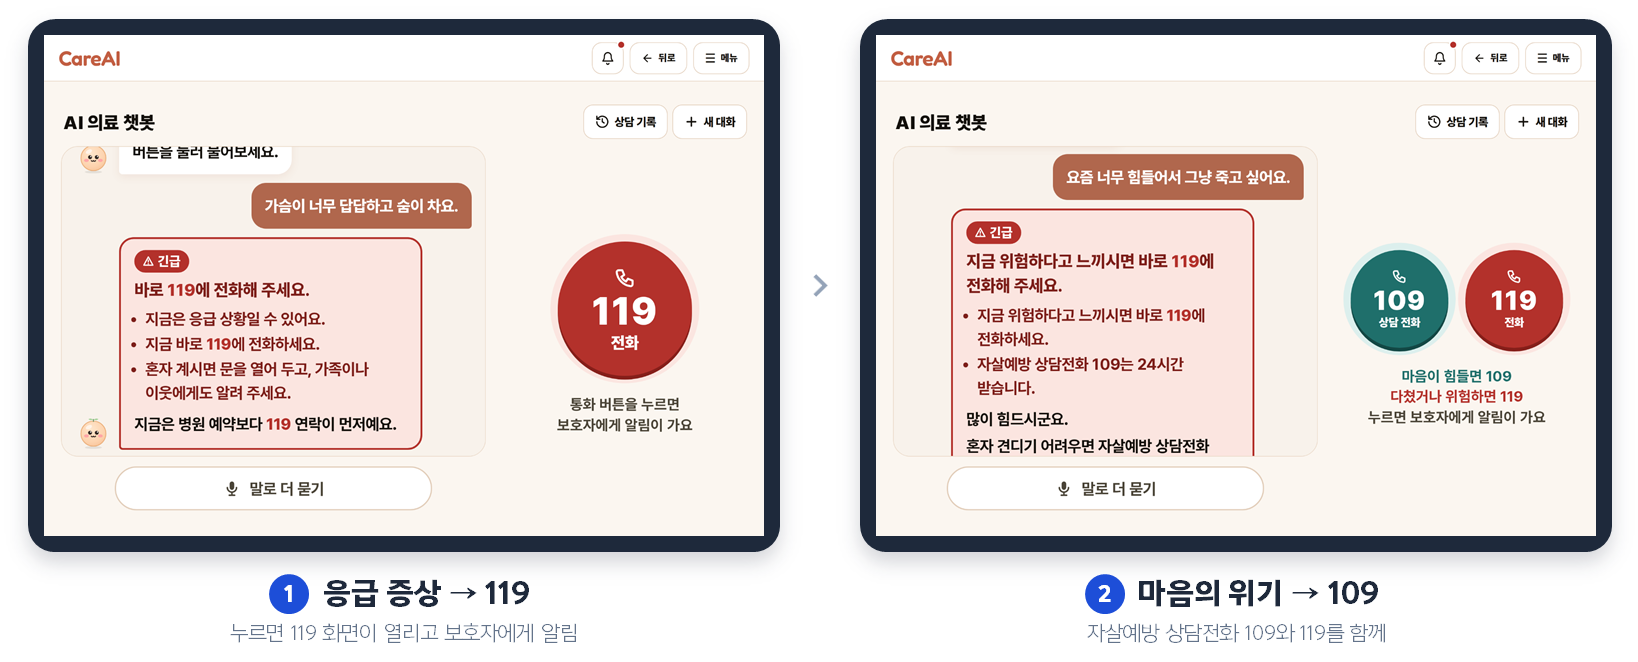 CareAI
뒤로
메뉴
AI 의료 챗봇
상담 기록
새 대화
버튼을 눌러 물어보세요.
가슴이 너무 답답하고 숨이 차요.
긴급
바로 119에 전화해 주세요.
• 지금은 응급 상황일 수 있어요.
• 지금 바로 119에 전화하세요.
• 혼자 계시면 문을 열어 두고, 가족이나
이웃에게도 알려 주세요.
지금은 병원 예약보다 119 연락이 먼저예요.
119
전화
통화 버튼을 누르면
보호자에게 알림이 가요
말로 더 묻기
1 응급 증상 → 119
누르면 119 화면이 열리고 보호자에게 알림
CareAI
뒤로
메뉴
AI 의료 챗봇
상담 기록
새 대화
요즘 너무 힘들어서 그냥 죽고 싶어요.
긴급
지금 위험하다고 느끼시면 바로 119에
전화해 주세요.
• 지금 위험하다고 느끼시면 바로 119에
전화하세요.
• 자살예방 상담전화 109는 24시간
받습니다.
많이 힘드시군요.
혼자 견디기 어려우면 자살예방 상담전화
109
상담 전화
119
전화
마음이 힘들면 109
다쳤거나 위험하면 119
누르면 보호자에게 알림이 가요
말로 더 묻기
2 마음의 위기 → 109
자살예방 상담전화 109와 119를 함께